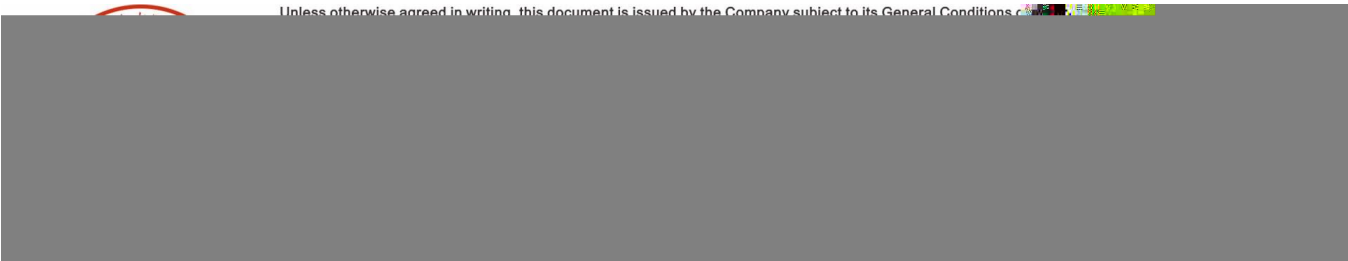 Unless otherwise agreed in writing, this document is issued by the Company subject to its General Conditions